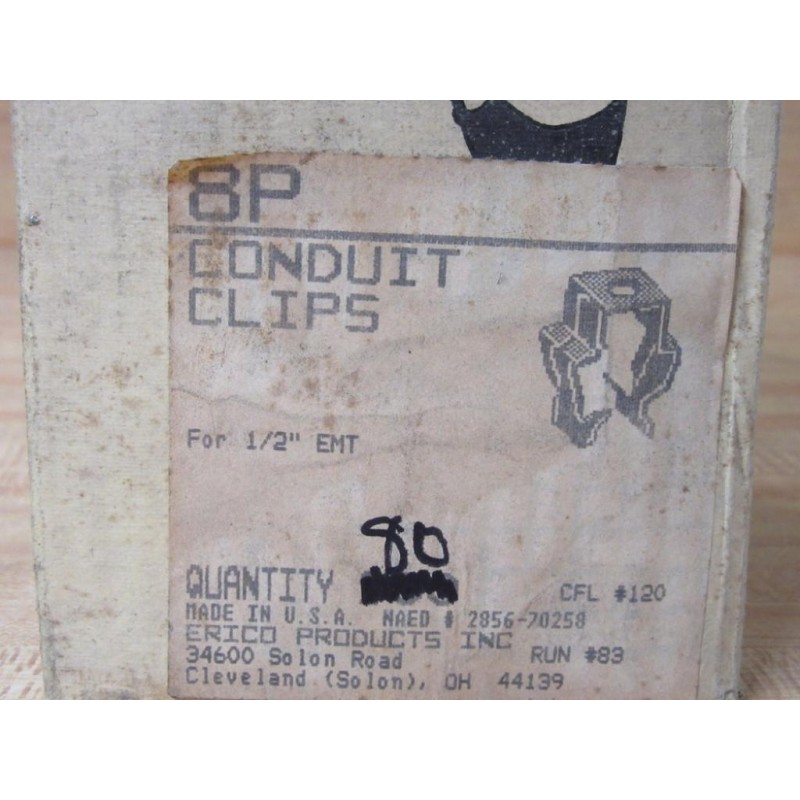 8P
CONDUIT
CLIPS
For 1/2" EMT
80
QUANTITY
CFL #120
MADE IN U.S.A. NAED # 2856-70258
ERICO PRODUCTS INC
34600 Solon Road RUN #83
Cleveland (Solon), OH 44139